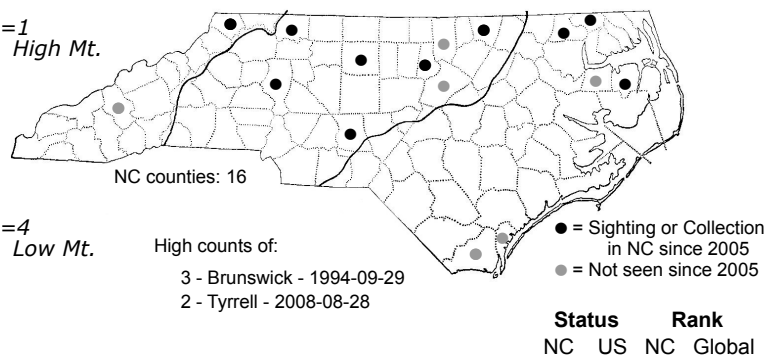 =1
High Mt.
NC counties: 16
=4
Low Mt.
High counts of:
3 - Brunswick - 1994-09-29
2 - Tyrrell - 2008-08-28
● = Sighting or Collection
in NC since 2005
● = Not seen since 2005
Status Rank
NC US NC Global